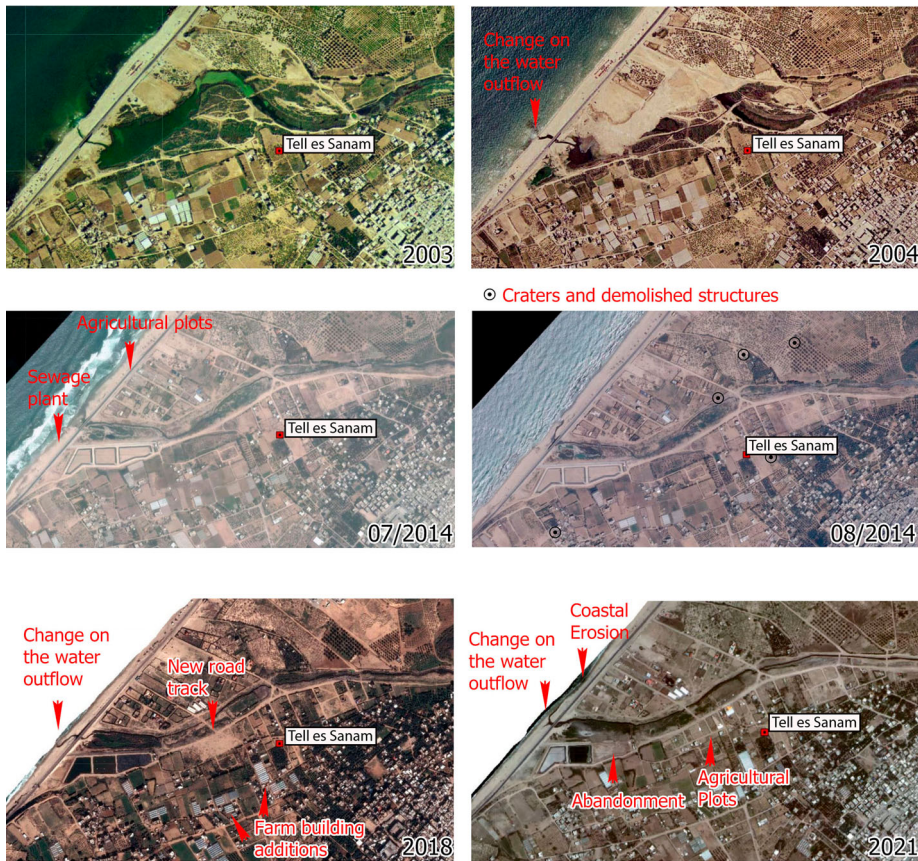 Change on
the water
outflow
Tell es Sanam
2003
Tell es Sanam
2004
Craters and demolished structures
Agricultural plots
Sewage
plant
Tell es Sanam
07/2014
Tell es Sanam
08/2014
Change on
the water
outflow
New road
track
Tell es Sanam
Farm building
additions
2018
Coastal
Erosion
Change on
the water
outflow
Tell es Sanam
Abandonment
Agricultural
Plots
2021